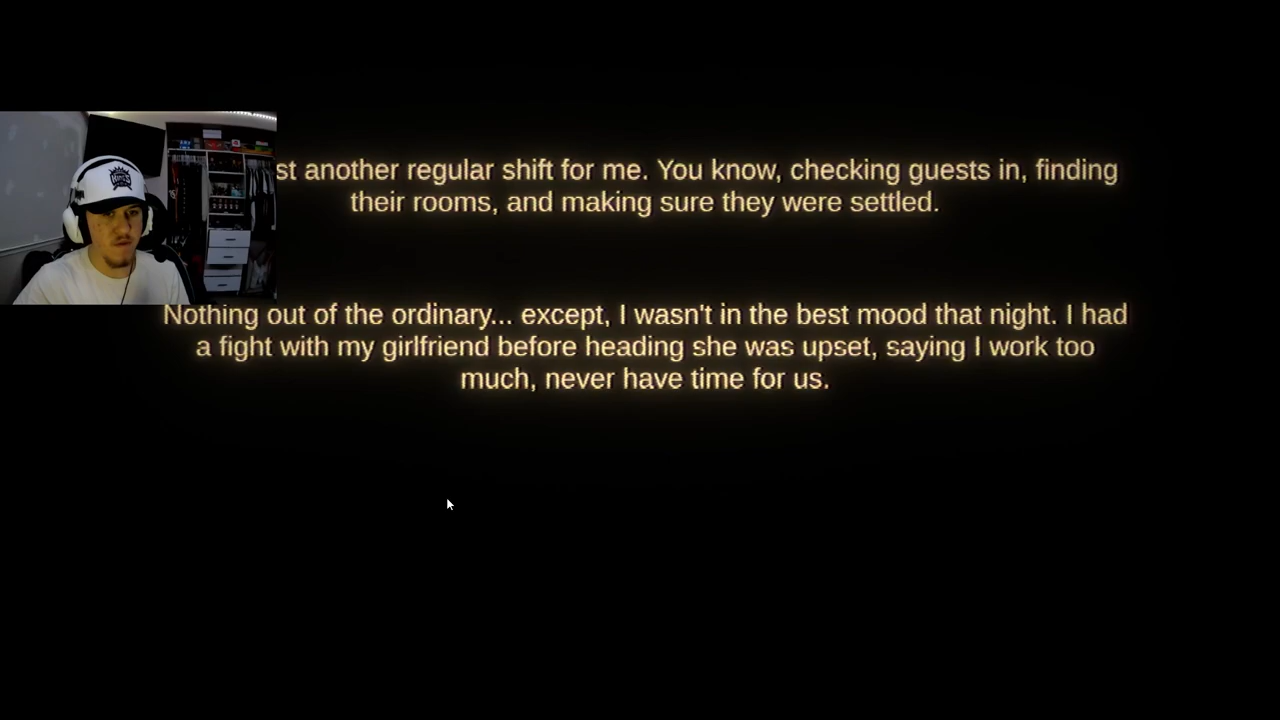 another regular shift for me. You know, checking guests in, finding
their rooms, and making sure they were settled.
Nothing out of the ordinary... except, I wasn't in the best mood that night. I had
a fight with my girlfriend before heading she was upset, saying I work too
much, never have time for us.